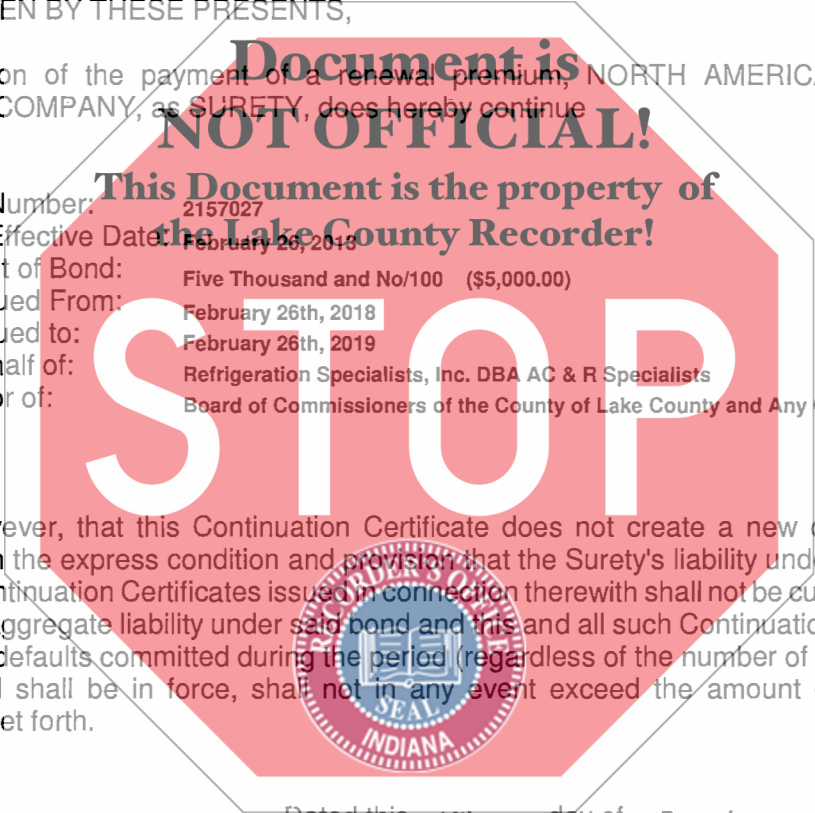 EN BY THESE PRESENTS,
Document is
on of the payment of a renewal premium, NORTH AMERICA
COMPANY, as SURETY, does hereby continue
NOT OFFICIAL!
This Document is the property of
Number: 2157027
the Lake County Recorder!
Effective Date: February 26, 2013
t of Bond: Five Thousand and No/100 ($5,000.00)
ued From: February 26th, 2018
ued to: February 26th, 2019
half of: Refrigeration Specialists, Inc. DBA AC & R Specialists
or of: Board of Commissioners of the County of Lake County and Any
STOP
ever, that this Continuation Certificate does not create a new
the express condition and provision that the Surety's liability und
ntinuation Certificates issued in connection therewith shall not be cu
ggregate liability under said bond and this and all such Continuatio
defaults committed during the period (regardless of the number of
shall be in force, shall not in any event exceed the amount
et forth.
RECORDER'S OFFICE
SEAL
INDIANA
Dated this day of